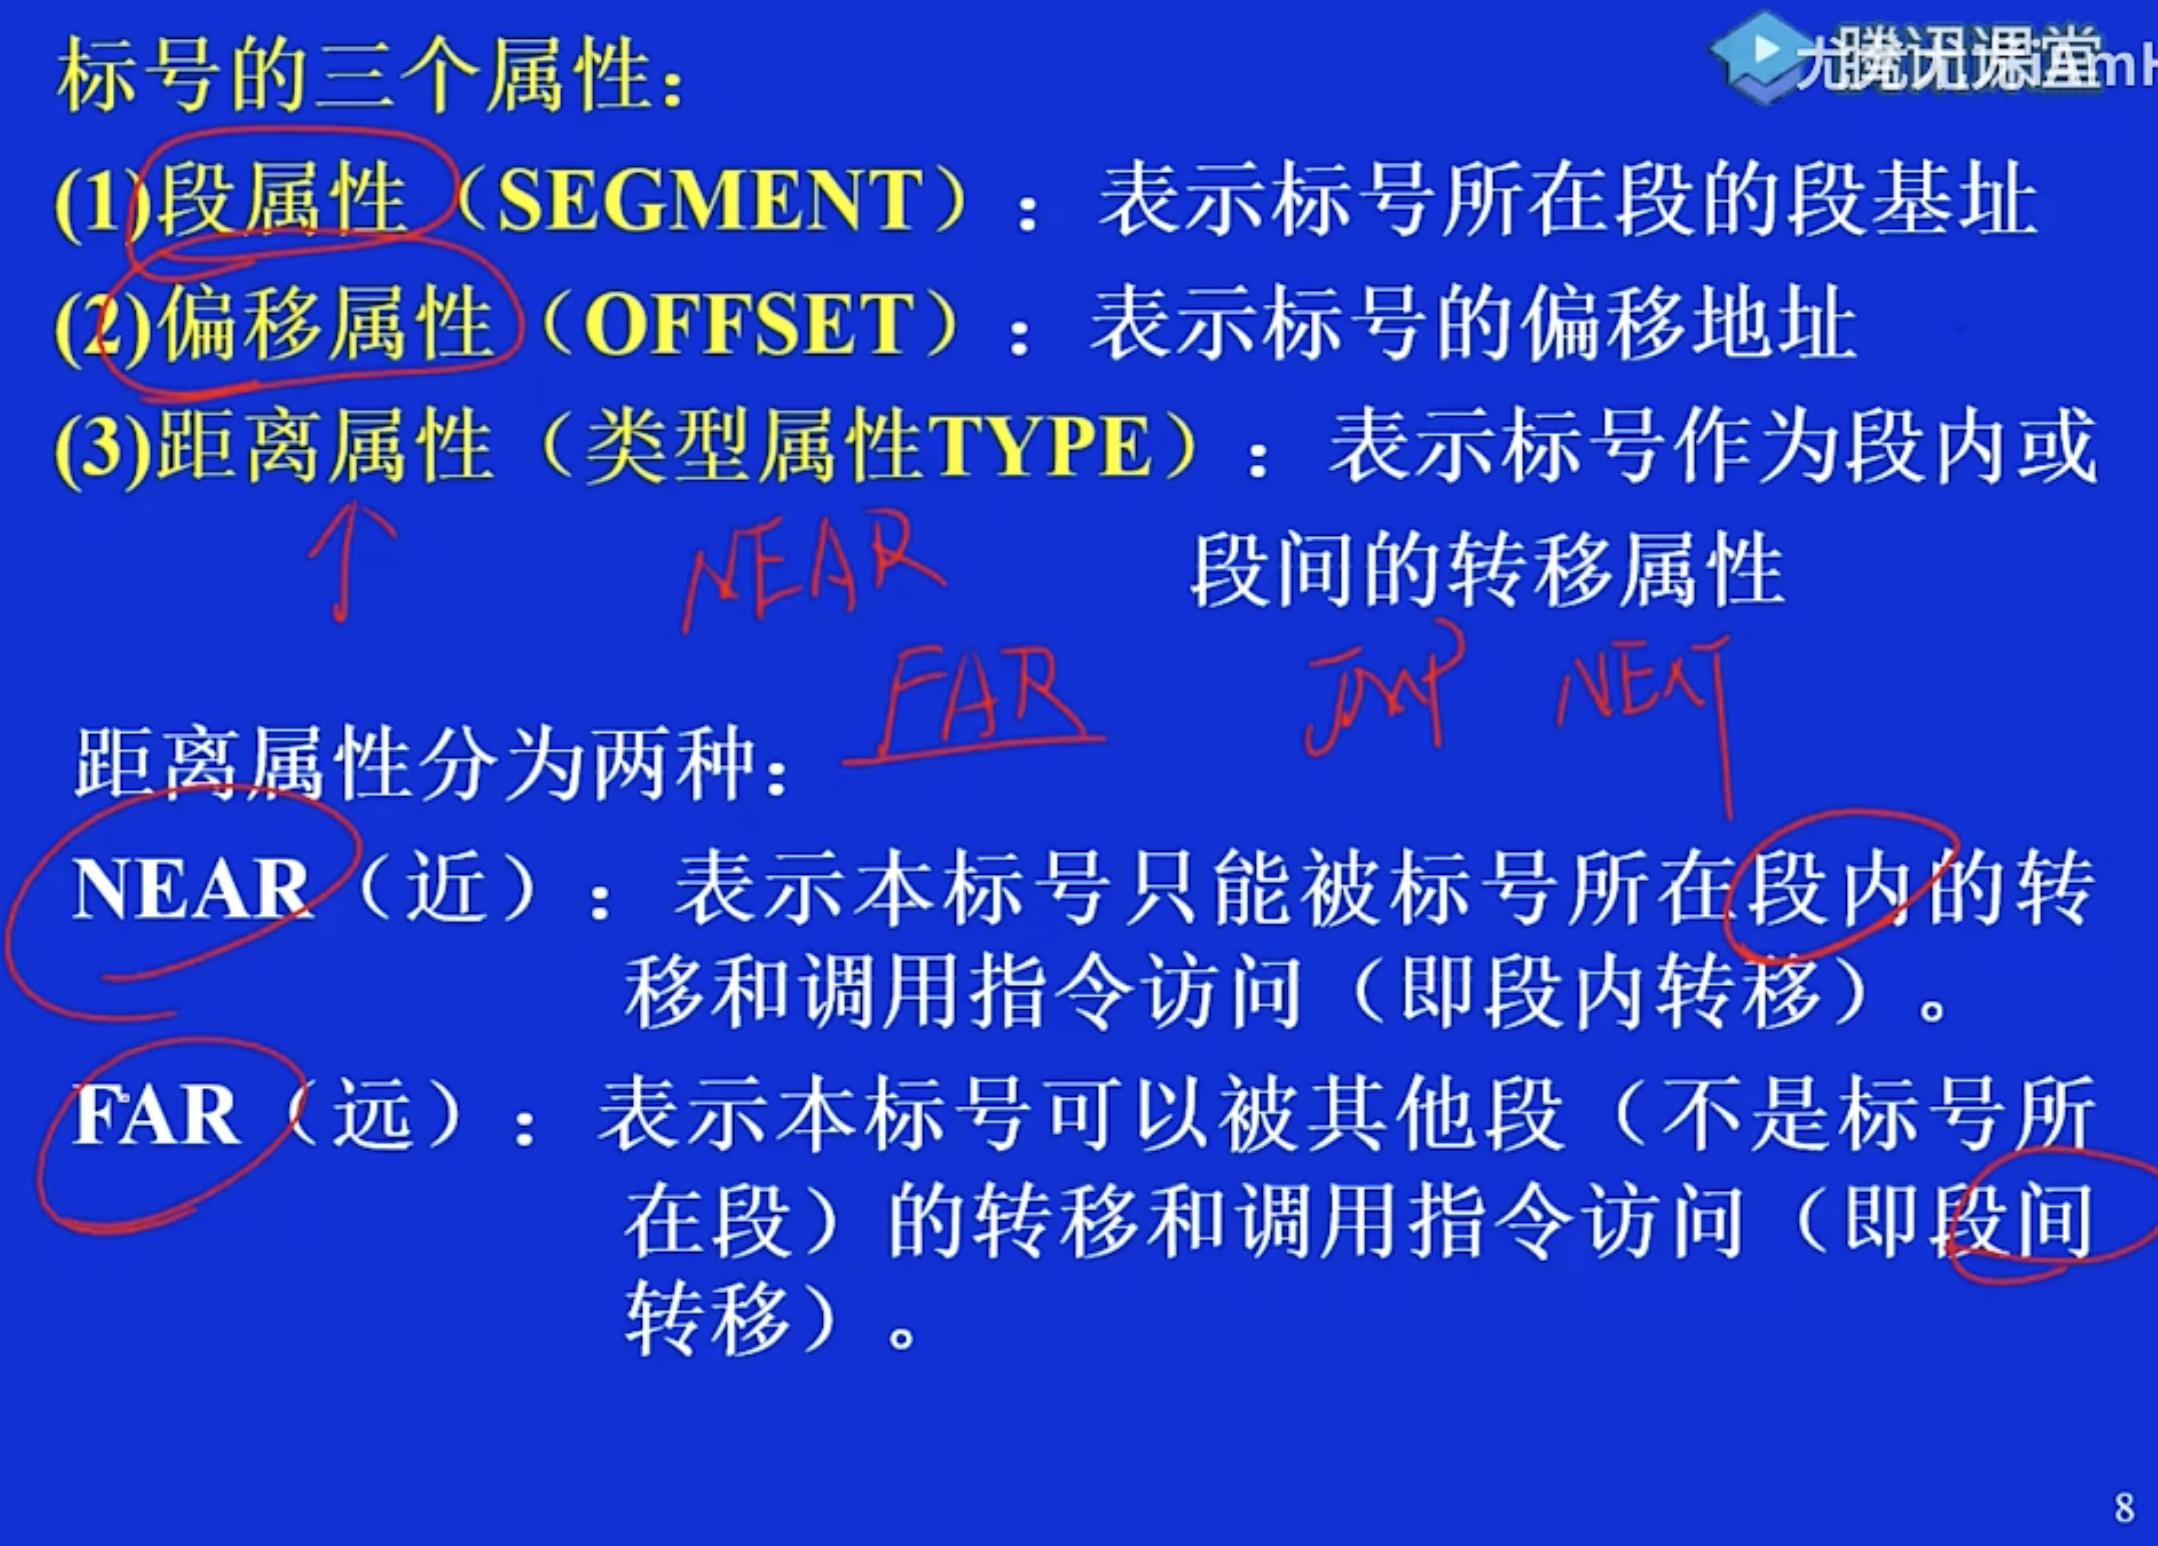 腾讯课堂
标号的三个属性：
(1)段属性（SEGMENT）：表示标号所在段的段基址
(2)偏移属性（OFFSET）：表示标号的偏移地址
(3)距离属性（类型属性TYPE）：表示标号作为段内或
段间的转移属性
NEAR
FAR
JMP NEXT
距离属性分为两种：
NEAR（近）：表示本标号只能被标号所在段内的转
移和调用指令访问（即段内转移）。
FAR（远）：表示本标号可以被其他段（不是标号所
在段）的转移和调用指令访问（即段间
转移）。
8